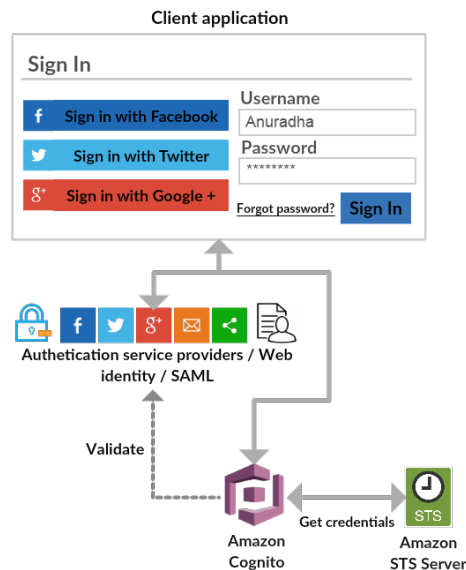 Client application
Sign In
f Sign in with Facebook
Sign in with Twitter
g+ Sign in with Google +
Username
Anuradha
Password
********
Forgot password?
Sign In
f
g+
Authetication service providers / Web
identity / SAML
Validate
Get credentials
STS
Amazon
Cognito
Amazon
STS Server